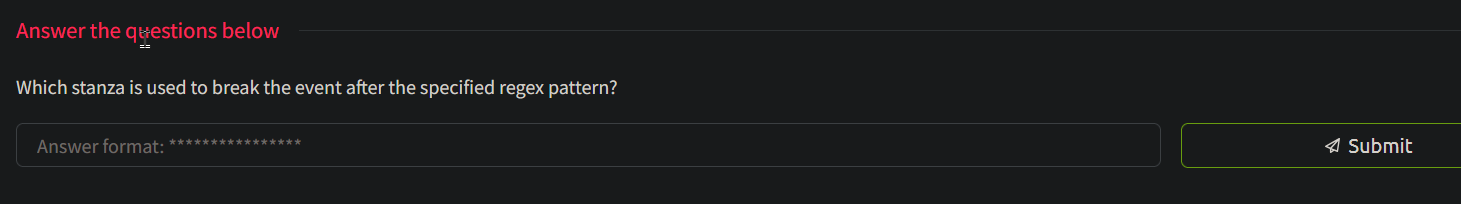 Answer the questions below
Which stanza is used to break the event after the specified regex pattern?
Answer format: ****************
Submit